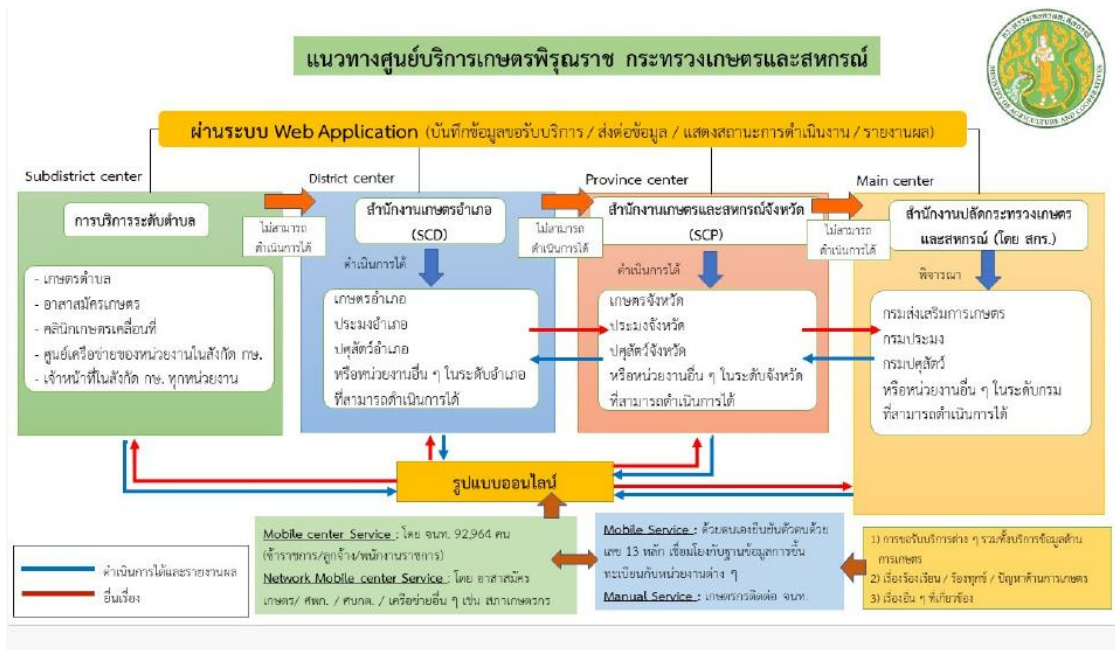 แนวทางศูนย์บริการเกษตรพิรุณราช กระทรวงเกษตรและสหกรณ์
กระทรวงเกษตรและสหกรณ์
MINISTRY OF AGRICULTURE AND COOPERATIVES
ผ่านระบบ Web Application (บันทึกข้อมูลขอรับบริการ / ส่งต่อข้อมูล / แสดงสถานะการดำเนินงาน / รายงานผล)
Subdistrict center
การบริการระดับตำบล
- เกษตรตำบล
- อาสาสมัครเกษตร
- คลินิกเกษตรเคลื่อนที่
- ศูนย์เครือข่ายของหน่วยงานในสังกัด กษ.
- เจ้าหน้าที่ในสังกัด กษ. ทุกหน่วยงาน
ไม่สามารถ
ดำเนินการได้
District center
สำนักงานเกษตรอำเภอ
(SCD)
ดำเนินการได้
เกษตรอำเภอ
ประมงอำเภอ
ปศุสัตว์อำเภอ
หรือหน่วยงานอื่น ๆ ในระดับอำเภอ
ที่สามารถดำเนินการได้
ไม่สามารถ
ดำเนินการได้
Province center
สำนักงานเกษตรและสหกรณ์จังหวัด
(SCP)
ดำเนินการได้
เกษตรจังหวัด
ประมงจังหวัด
ปศุสัตว์จังหวัด
หรือหน่วยงานอื่น ๆ ในระดับจังหวัด
ที่สามารถดำเนินการได้
ไม่สามารถ
ดำเนินการได้
Main center
สำนักงานปลัดกระทรวงเกษตร
และสหกรณ์ (โดย สกร.)
พิจารณา
กรมส่งเสริมการเกษตร
กรมประมง
กรมปศุสัตว์
หรือหน่วยงานอื่น ๆ ในระดับกรม
ที่สามารถดำเนินการได้
รูปแบบออนไลน์
ดำเนินการได้และรายงานผล
ยื่นเรื่อง
Mobile center Service : โดย จนท. 92,964 คน
(ข้าราชการ/ลูกจ้าง/พนักงานราชการ)
Network Mobile center Service : โดย อาสาสมัคร
เกษตร/ ศพก. / ศบกต. / เครือข่ายอื่น ๆ เช่น สภาเกษตรกร
Mobile Service : ด้วยตนเองยืนยันตัวตนด้วย
เลข 13 หลัก เชื่อมโยงกับฐานข้อมูลการขึ้น
ทะเบียนกับหน่วยงานต่าง ๆ
Manual Service : เกษตรกรติดต่อ จนท.
1) การขอรับบริการต่าง ๆ รวมทั้งบริการข้อมูลด้าน
การเกษตร
2) เรื่องร้องเรียน / ร้องทุกข์ / ปัญหาด้านการเกษตร
3) เรื่องอื่น ๆ ที่เกี่ยวข้อง